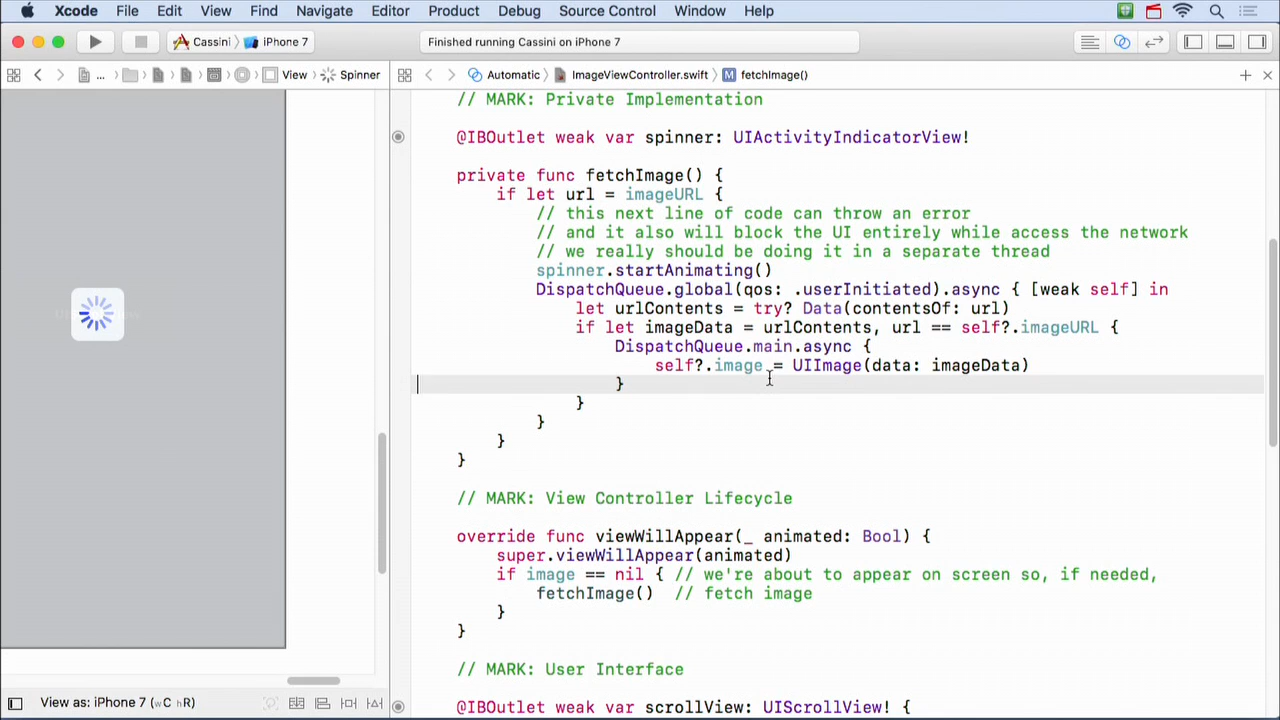 Xcode File Edit View Find Navigate Editor Product Debug Source Control Window Help
Cassini iPhone 7 Finished running Cassini on iPhone 7
... View Spinner Automatic ImageViewController.swift M fetchImage()
// MARK: Private Implementation
@IBOutlet weak var spinner: UIActivityIndicatorView!
private func fetchImage() {
if let url = imageURL {
// this next line of code can throw an error
// and it also will block the UI entirely while access the network
// we really should be doing it in a separate thread
spinner.startAnimating()
DispatchQueue.global(qos: .userInitiated).async { [weak self] in
let urlContents = try? Data(contentsOf: url)
if let imageData = urlContents, url == self?.imageURL {
DispatchQueue.main.async {
self?.image = UIImage(data: imageData)
}
}
}
}
}
// MARK: View Controller Lifecycle
override func viewWillAppear(_ animated: Bool) {
super.viewWillAppear(animated)
if image == nil { // we're about to appear on screen so, if needed,
fetchImage() // fetch image
}
}
// MARK: User Interface
@IBOutlet weak var scrollView: UIScrollView! {
View as: iPhone 7 (wC hR)